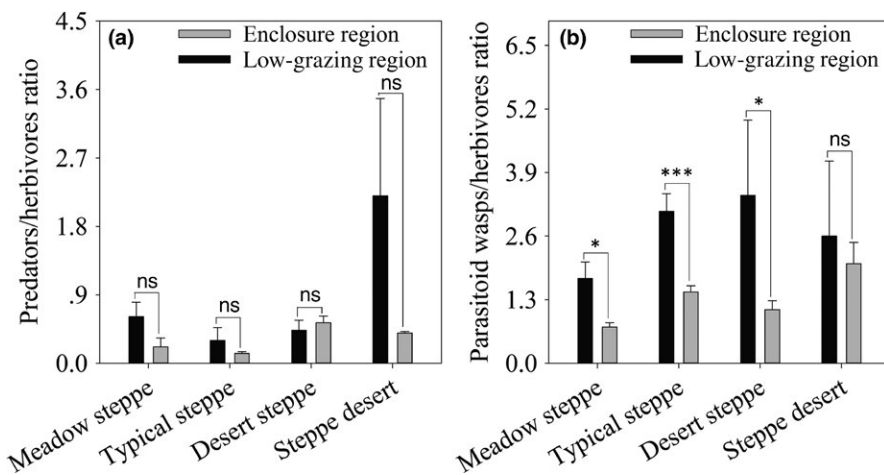 (a)
Enclosure region
Low-grazing region
Predators/herbivores ratio
4.5
3.6
2.7
1.8
.9
0.0
ns
ns
ns
ns
Meadow steppe
Typical steppe
Desert steppe
Steppe desert
(b)
Enclosure region
Low-grazing region
Parasitoid wasps/herbivores ratio
6.5
5.2
3.9
2.6
1.3
0.0
*
***
*
ns
Meadow steppe
Typical steppe
Desert steppe
Steppe desert